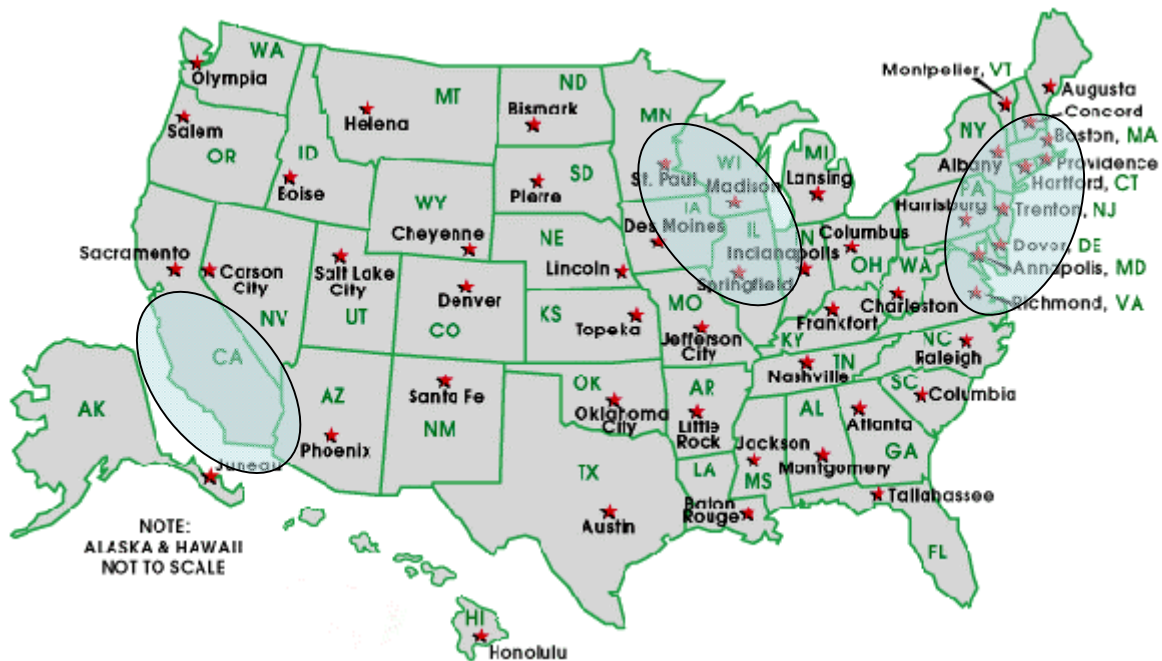 WA
Olympia
Salem
OR
ID
Boise
MT
Helena
ND
Bismark
SD
Pierre
WY
Cheyenne
NE
Lincoln
MN
St. Paul
WI
Madison
MI
Lansing
IA
Des Moines
IL
Springfield
IN
Indianapolis
Columbus
OH
WA
Charleston
Montpelier, VT
Augusta
Concord
NY
Albany
Boston, MA
Providence
Hartford, CT
PA
Harrisburg
Trenton, NJ
Dover, DE
Annapolis, MD
Richmond, VA
Sacramento
Carson
City
NV
CA
Salt Lake
City
UT
Denver
CO
KS
Topeka
MO
Jefferson
City
Frankfort
KY
Nashville
TN
NC
Raleigh
SC
Columbia
AZ
Phoenix
Santa Fe
NM
OK
Oklahoma
City
AR
Little
Rock
TX
Austin
LA
Baton
Rouge
Jackson
MS
AL
Montgomery
Atlanta
GA
Tallahassee
FL
AK
Juneau
NOTE:
ALASKA & HAWAII
NOT TO SCALE
HI
Honolulu